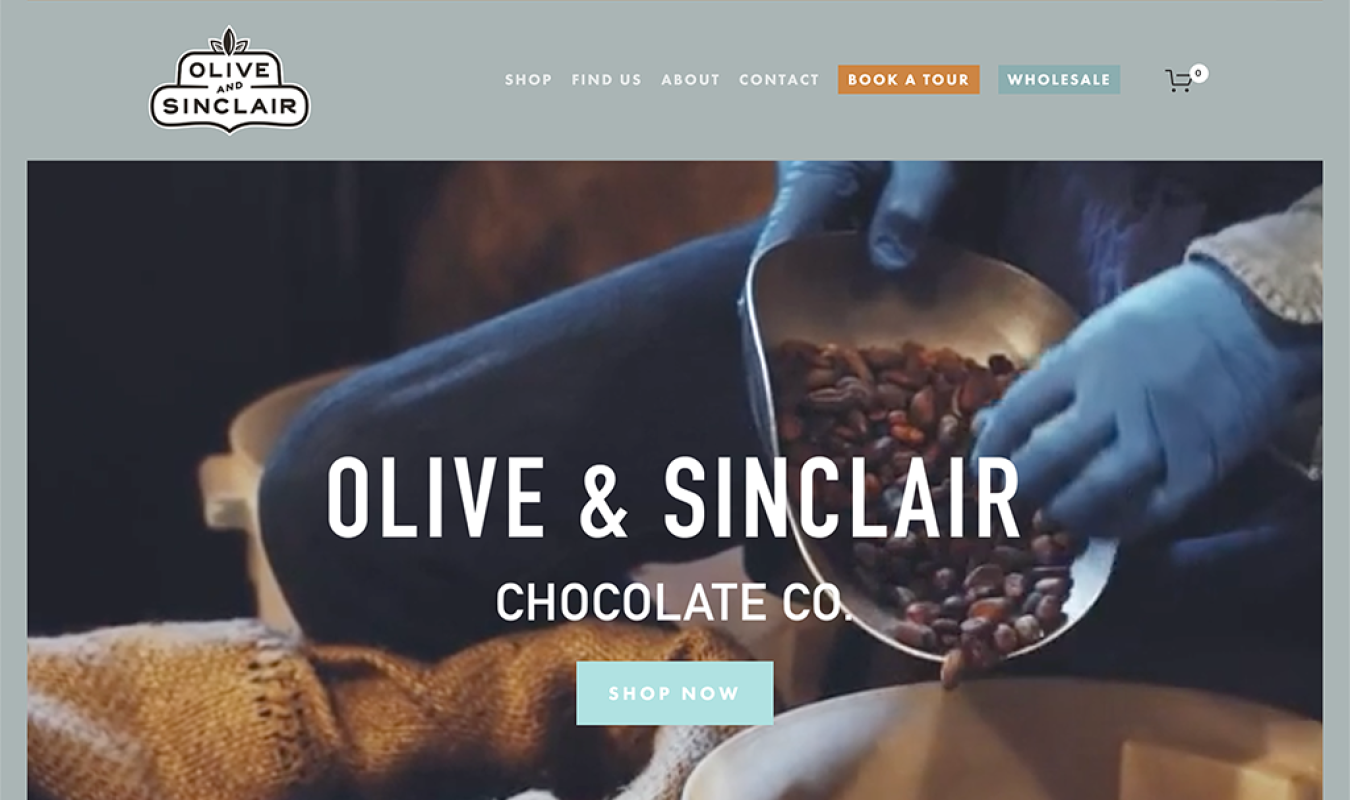 OLIVE
AND
SINCLAIR
SHOP FIND US ABOUT CONTACT BOOK A TOUR WHOLESALE 0
OLIVE & SINCLAIR
CHOCOLATE CO.
SHOP NOW